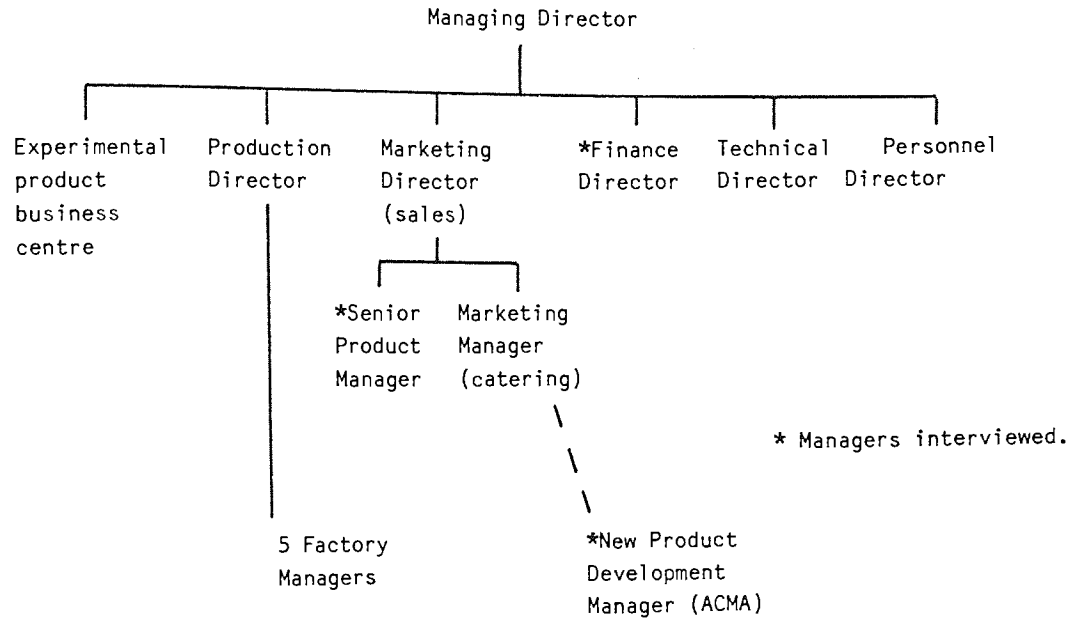 Managing Director
Experimental
product
business
centre
Production
Director
Marketing
Director
(sales)
*Finance
Director
Technical
Director
Personnel
Director
*Senior
Product
Manager
Marketing
Manager
(catering)
* Managers interviewed.
5 Factory
Managers
*New Product
Development
Manager (ACMA)